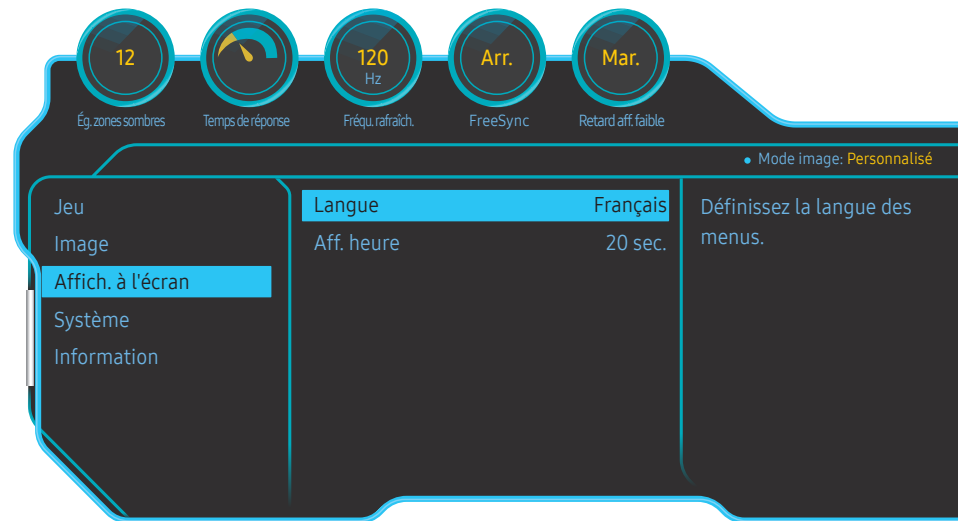 12
120
Hz
Arr.
Mar.
Ég. zones sombres
Temps de réponse
Fréqu. rafraîch.
FreeSync
Retard aff. faible
• Mode image: Personnalisé
Jeu
Image
Affich. à l'écran
Système
Information
Langue Français
Aff. heure 20 sec.
Définissez la langue des
menus.